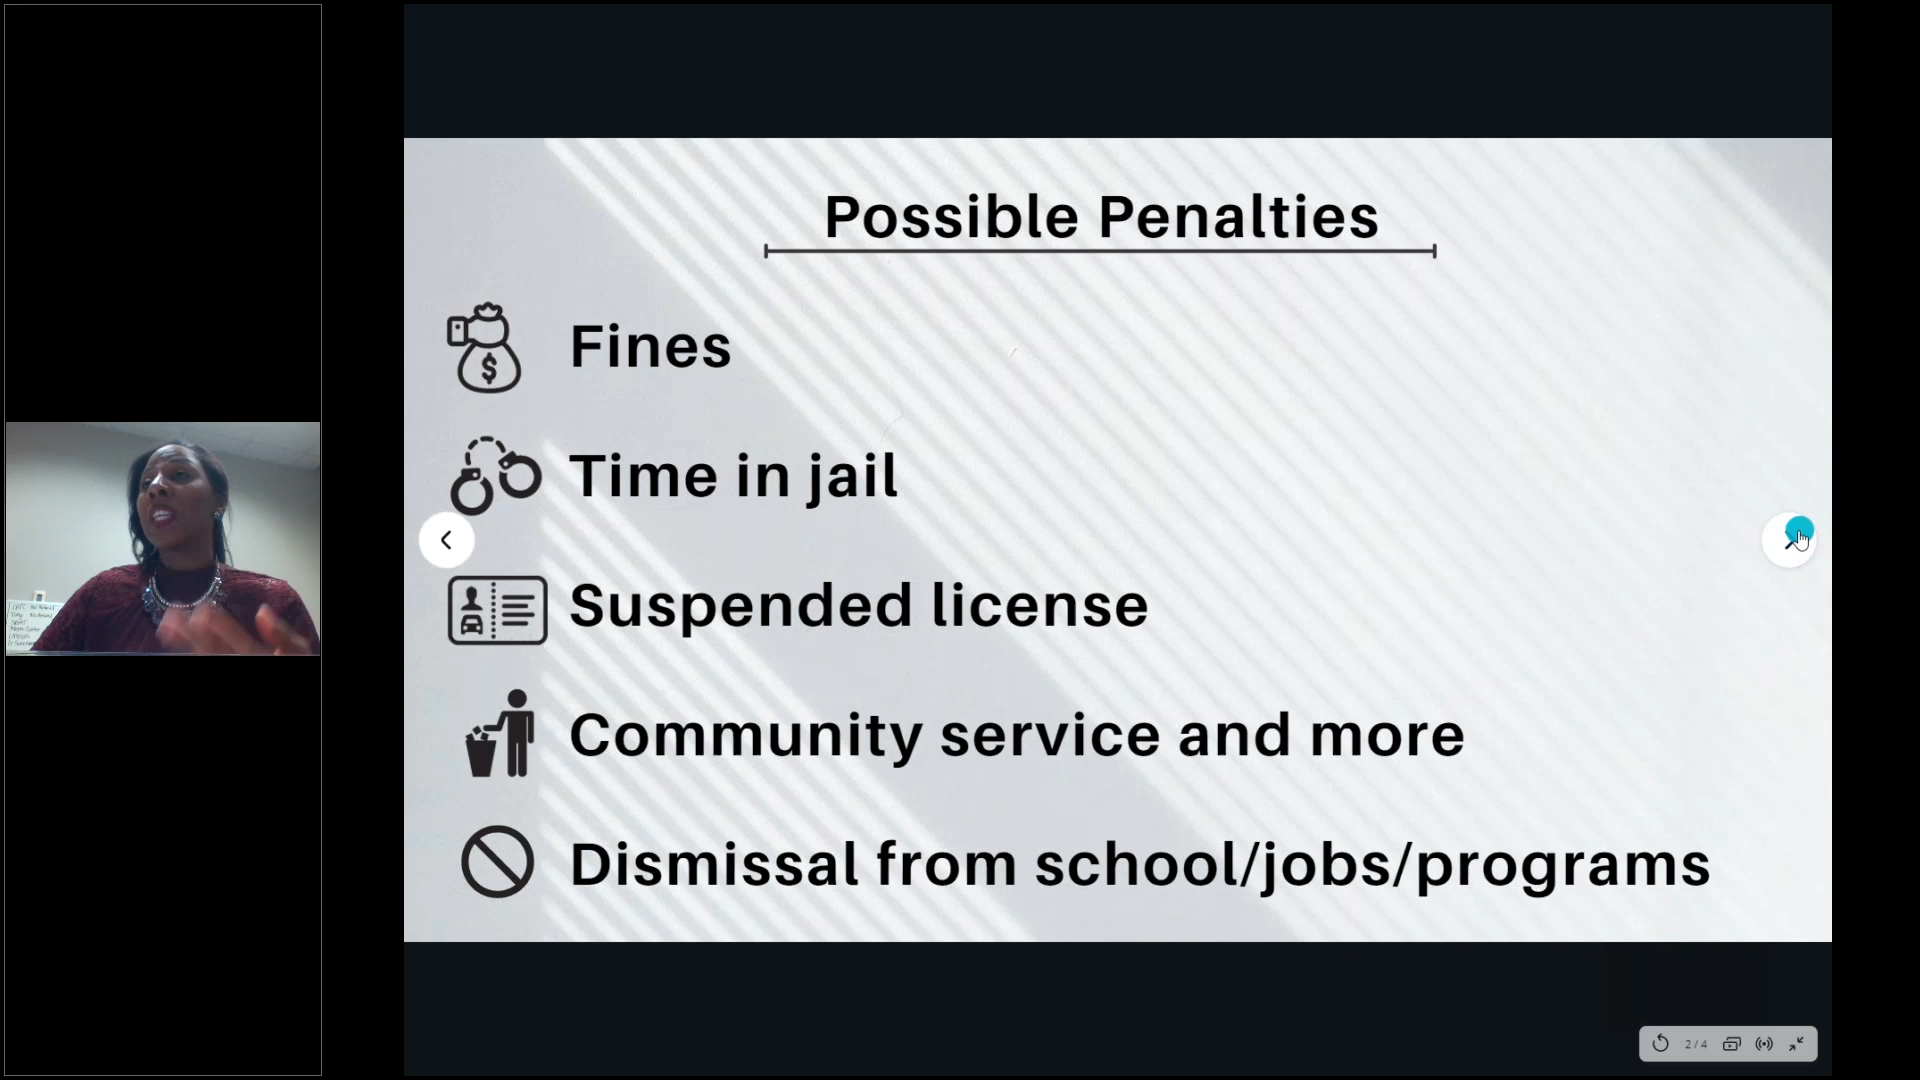 Possible Penalties
$
Fines
Time in jail
Suspended license
Community service and more
Dismissal from school/jobs/programs
2 / 4